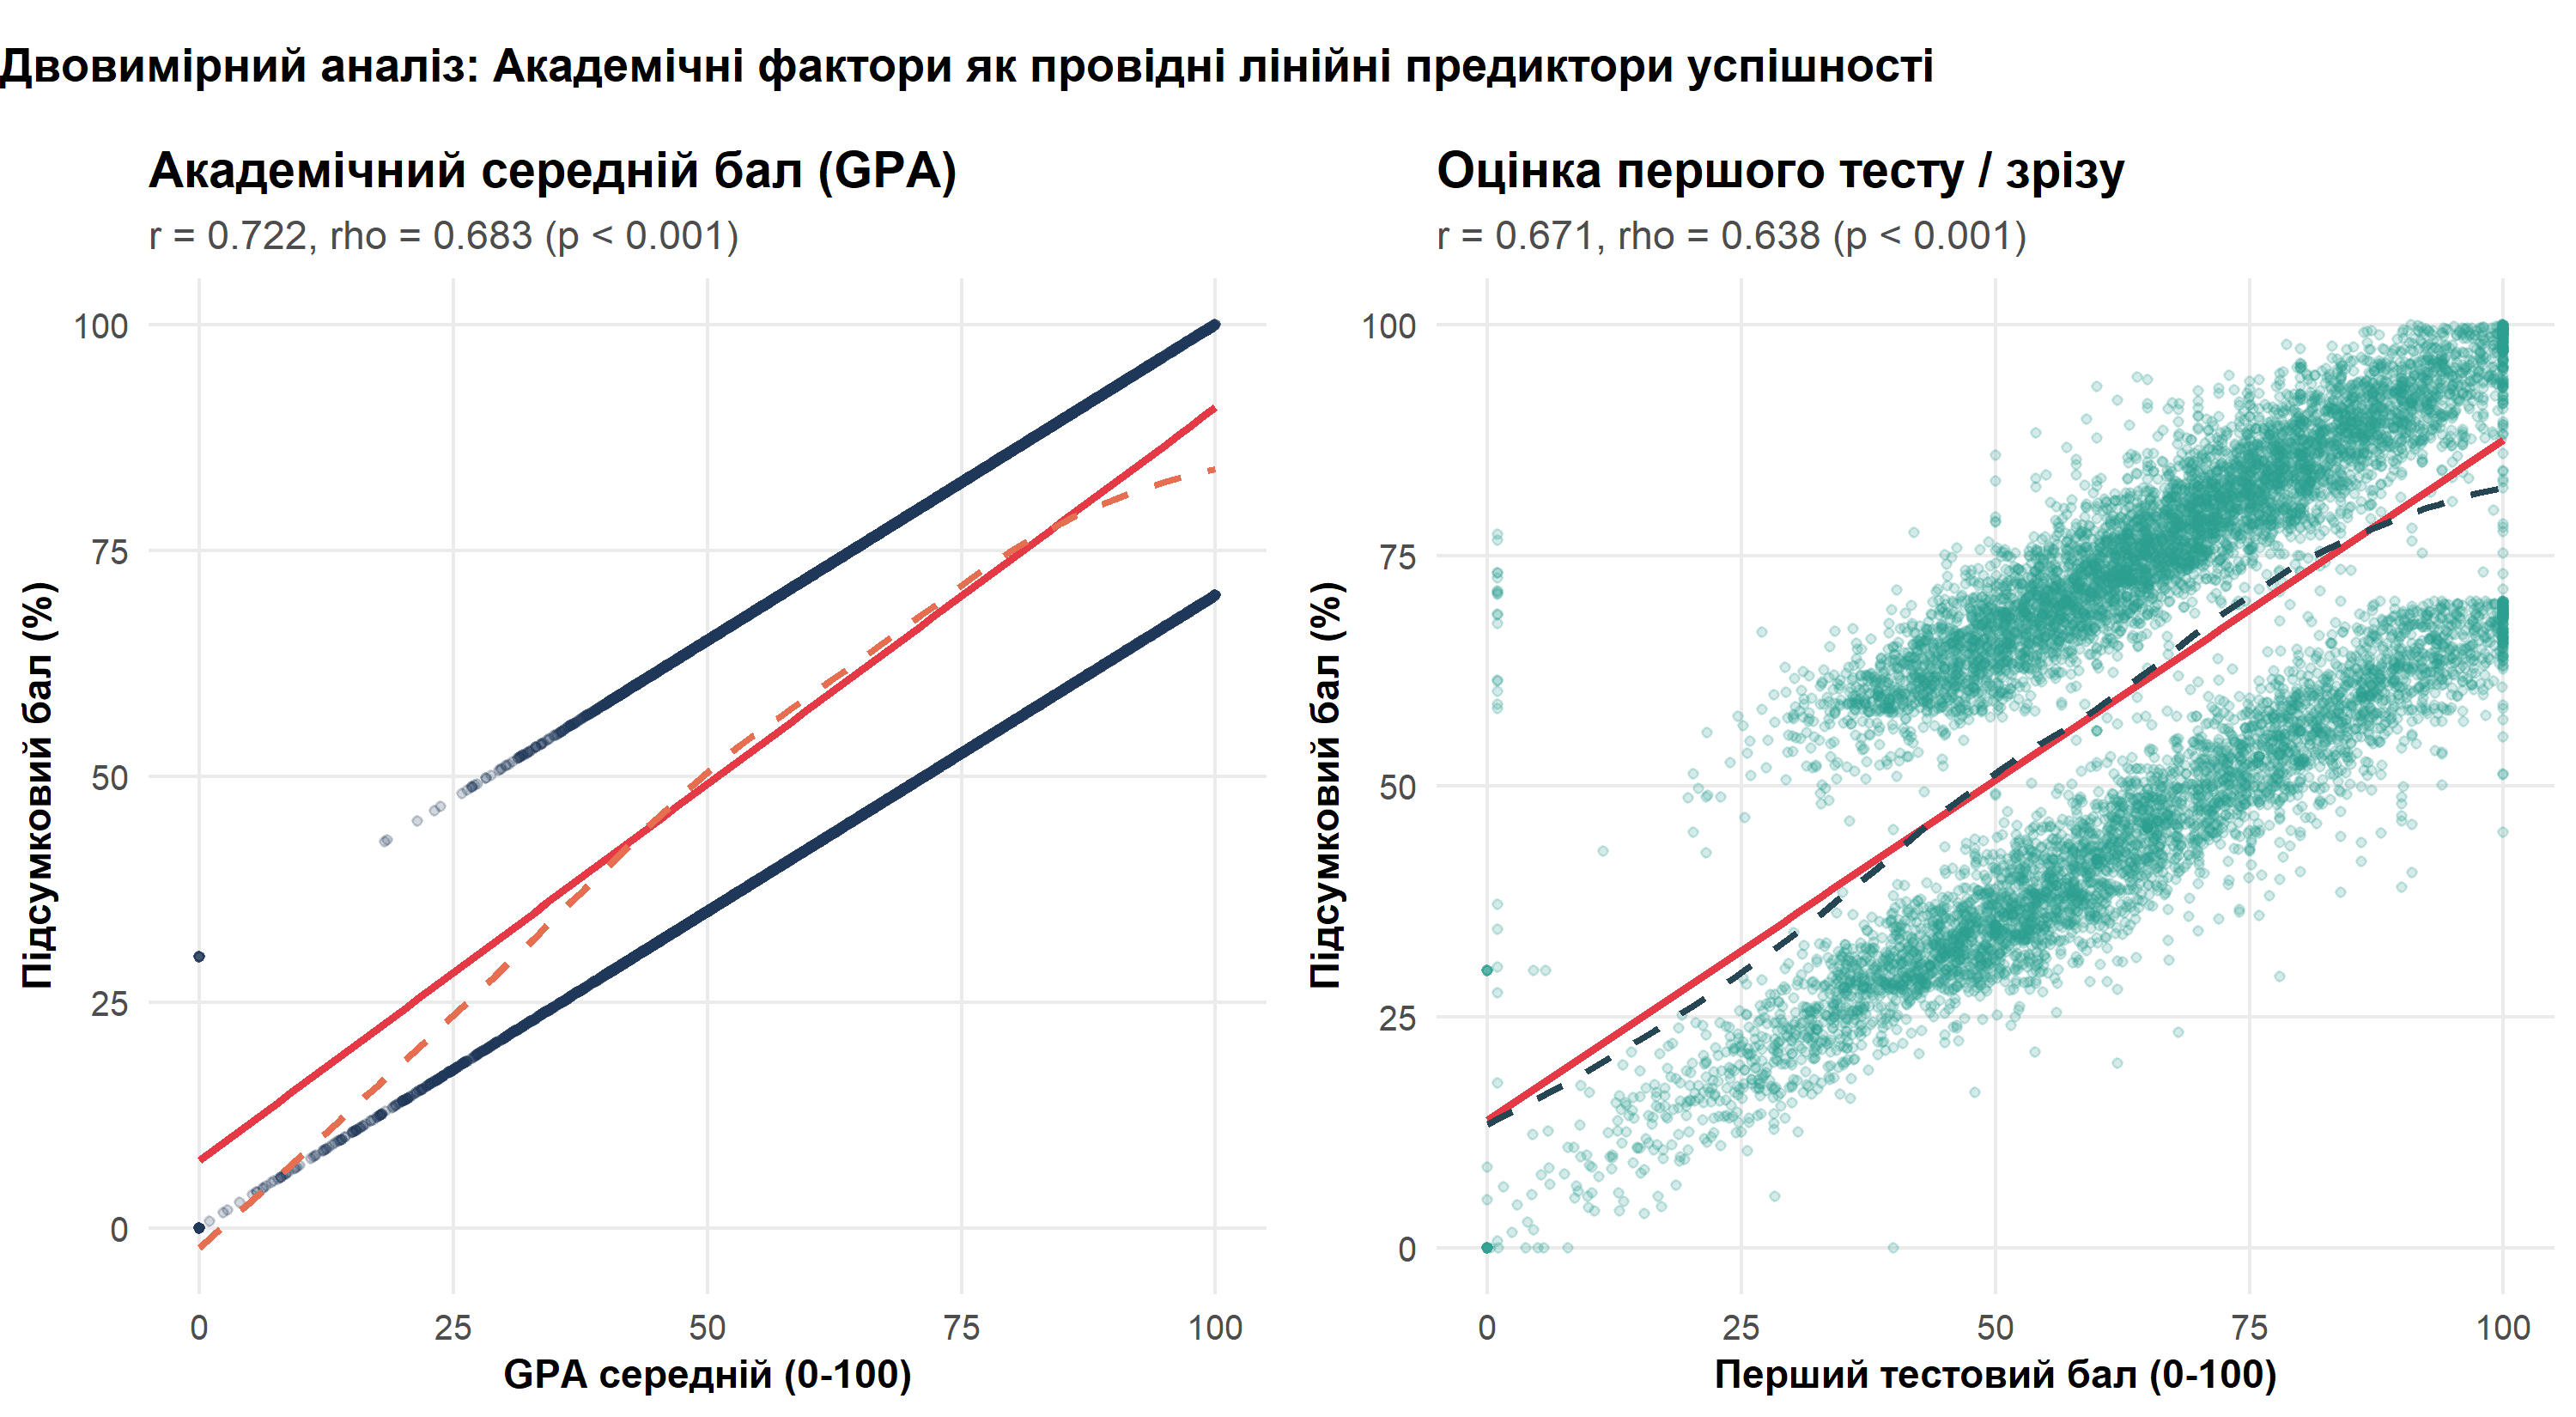 Двовимірний аналіз: Академічні фактори як провідні лінійні предиктори успішності
Академічний середній бал (GPA)
r = 0.722, rho = 0.683 (p < 0.001)
Підсумковий бал (%)
100
75
50
25
0
0 25 50 75 100
GPA середній (0-100)
Оцінка першого тесту / зрізу
r = 0.671, rho = 0.638 (p < 0.001)
Підсумковий бал (%)
100
75
50
25
0
0 25 50 75 100
Перший тестовий бал (0-100)